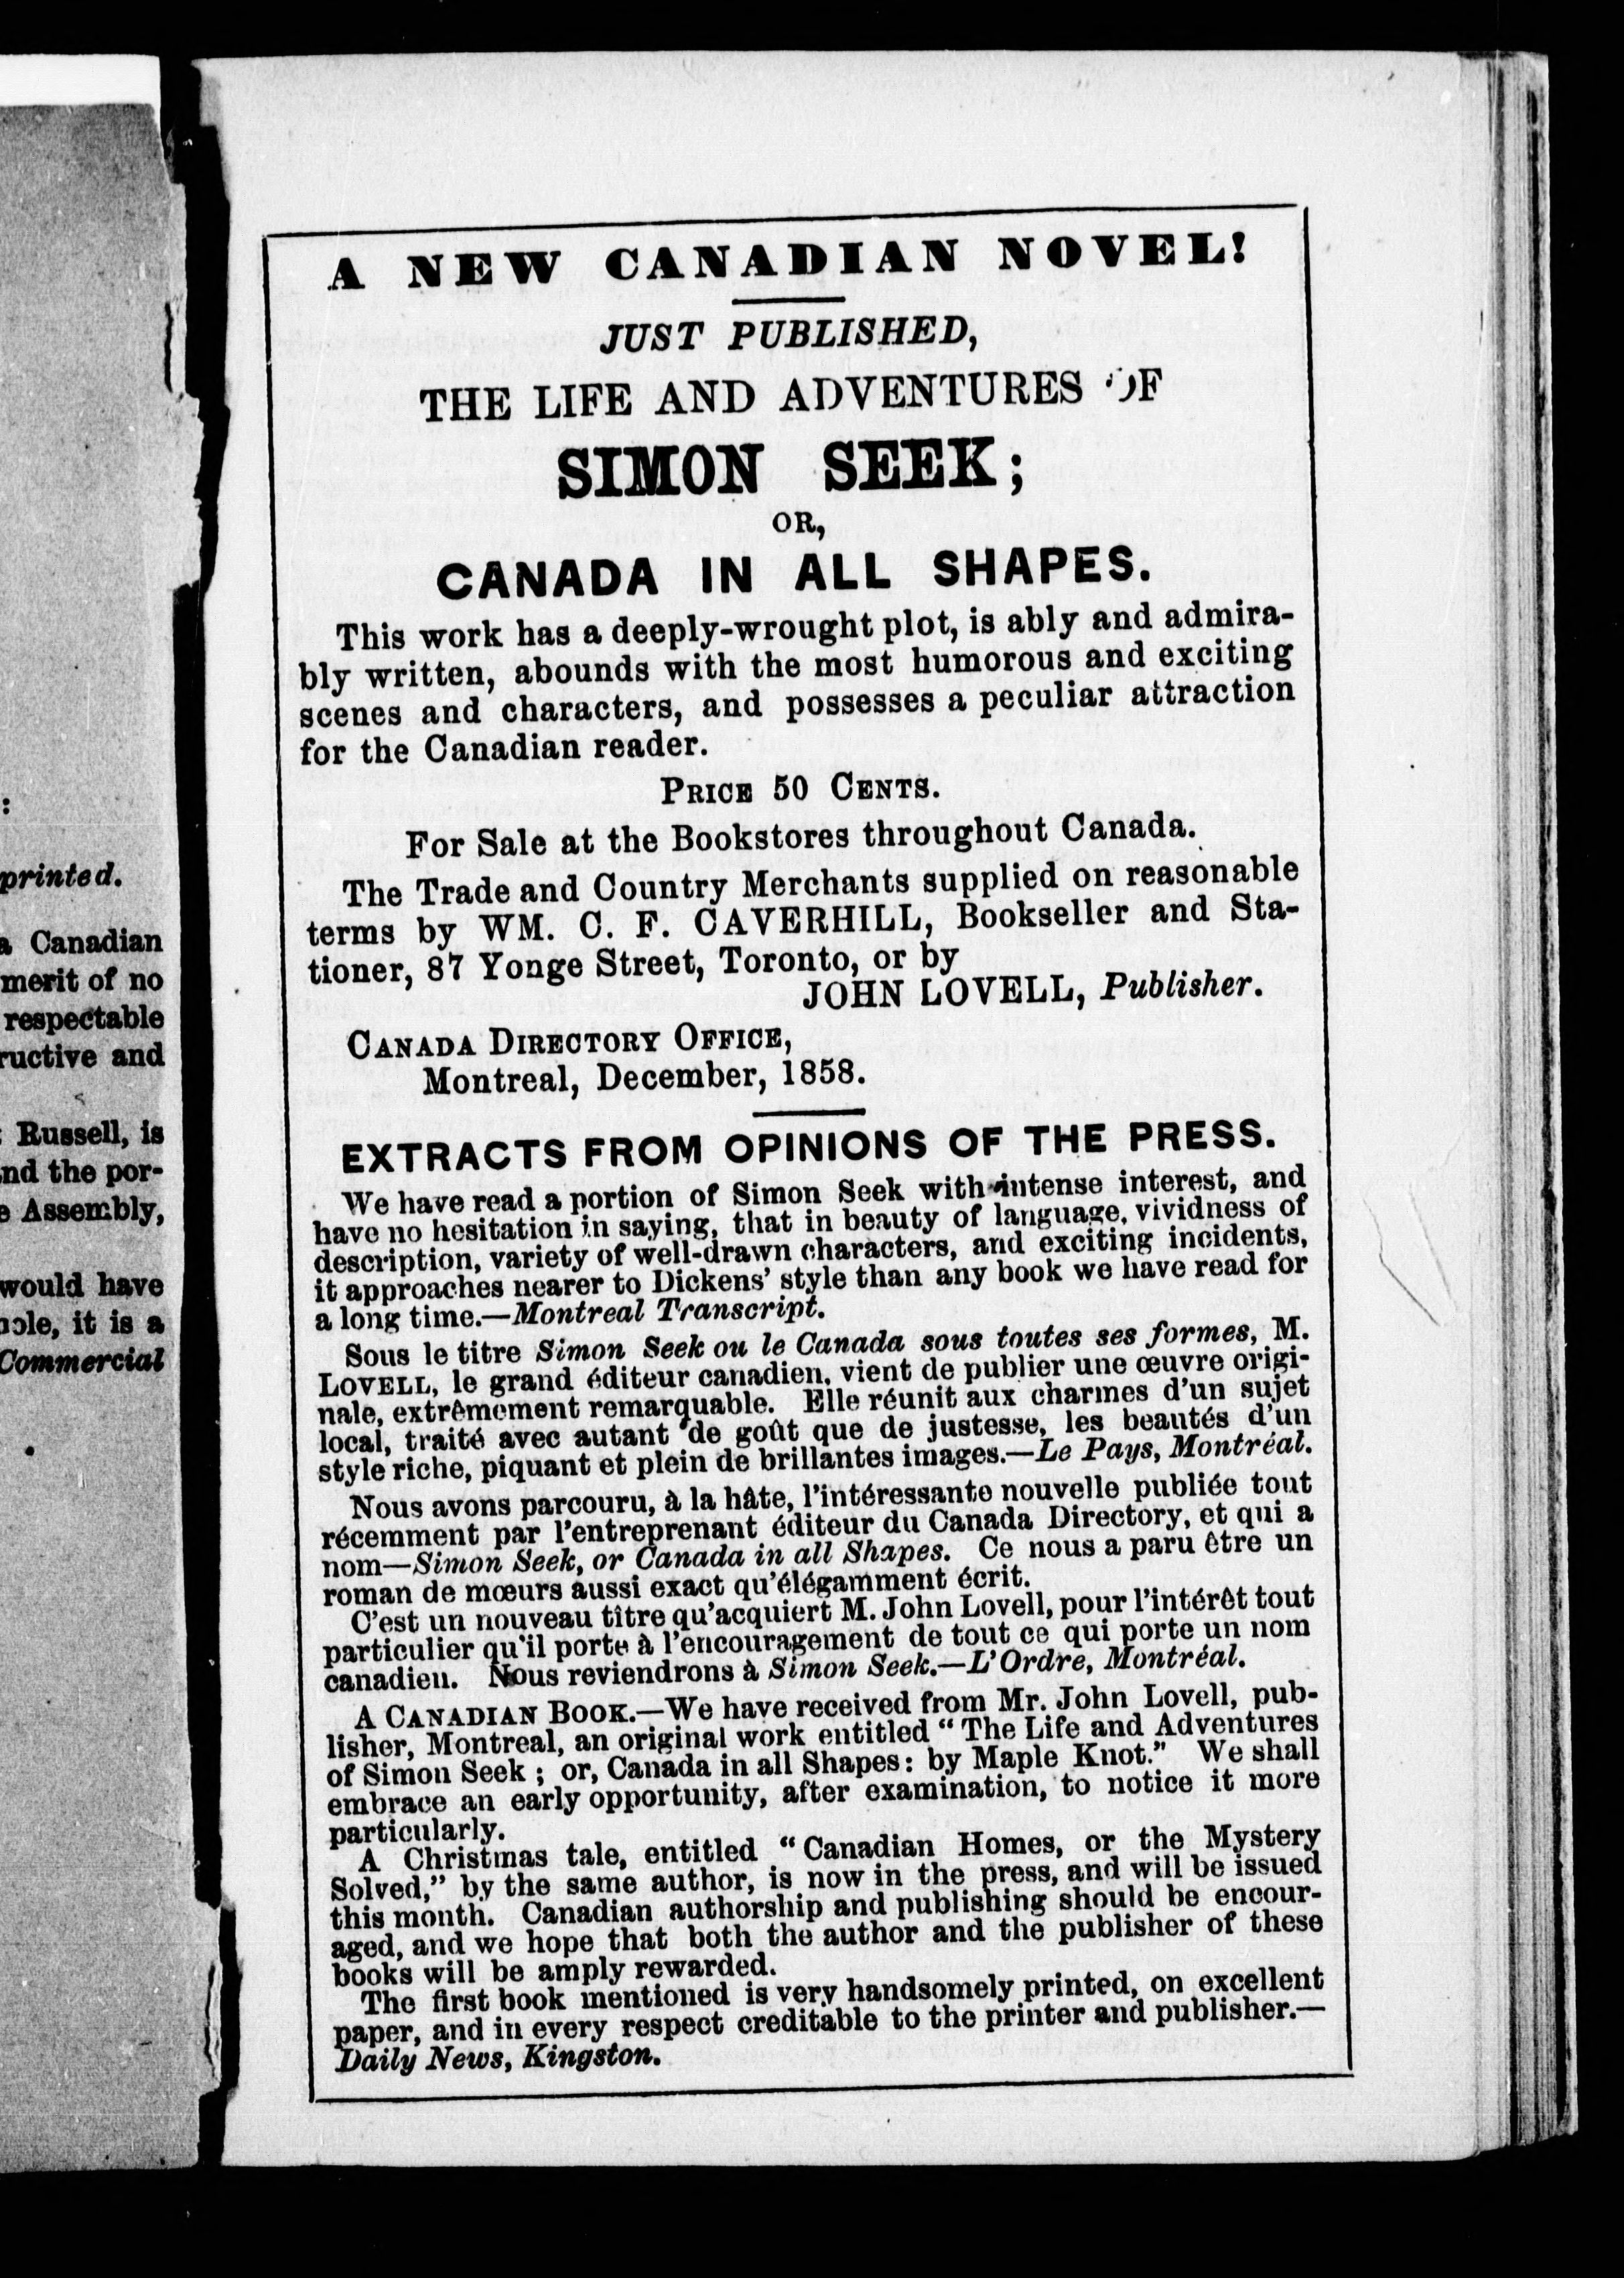 :
printed.
a Canadian
merit of no
respectable
ructive and
Russell, is
nd the por-
e Assembly,
would have
ole, it is a
Commercial
A NEW CANADIAN NOVEL!
JUST PUBLISHED,
THE LIFE AND ADVENTURES OF
SIMON SEEK;
OR,
CANADA IN ALL SHAPES.
This work has a deeply-wrought plot, is ably and admira-
bly written, abounds with the most humorous and exciting
scenes and characters, and possesses a peculiar attraction
for the Canadian reader.
PRICE 50 CENTS.
For Sale at the Bookstores throughout Canada.
The Trade and Country Merchants supplied on reasonable
terms by WM. C. F. CAVERHILL, Bookseller and Sta-
tioner, 87 Yonge Street, Toronto, or by
JOHN LOVELL, Publisher.
CANADA DIRECTORY OFFICE,
Montreal, December, 1858.
EXTRACTS FROM OPINIONS OF THE PRESS.
We have read a portion of Simon Seek with intense interest, and
have no hesitation in saying, that in beauty of language, vividness of
description, variety of well-drawn characters, and exciting incidents,
it approaches nearer to Dickens' style than any book we have read for
a long time.—Montreal Transcript.
Sous le titre Simon Seek ou le Canada sous toutes ses formes, M.
LOVELL, le grand éditeur canadien, vient de publier une œuvre origi-
nale, extrêmement remarquable. Elle réunit aux charmes d'un sujet
local, traité avec autant de goût que de justesse, les beautés d'un
style riche, piquant et plein de brillantes images.—Le Pays, Montréal.
Nous avons parcouru, à la hâte, l'intéressante nouvelle publiée tout
récemment par l'entreprenant éditeur du Canada Directory, et qui a
nom—Simon Seek, or Canada in all Shapes. Ce nous a paru être un
roman de mœurs aussi exact qu'élégamment écrit.
C'est un nouveau tître qu'acquiert M. John Lovell, pour l'intérêt tout
particulier qu'il porte à l'encouragement de tout ce qui porte un nom
canadien. Nous reviendrons à Simon Seek.—L'Ordre, Montréal.
A CANADIAN BOOK.—We have received from Mr. John Lovell, pub-
lisher, Montreal, an original work entitled "The Life and Adventures
of Simon Seek; or, Canada in all Shapes: by Maple Knot." We shall
embrace an early opportunity, after examination, to notice it more
particularly.
A Christmas tale, entitled "Canadian Homes, or the Mystery
Solved," by the same author, is now in the press, and will be issued
this month. Canadian authorship and publishing should be encour-
aged, and we hope that both the author and the publisher of these
books will be amply rewarded.
The first book mentioned is very handsomely printed, on excellent
paper, and in every respect creditable to the printer and publisher.—
Daily News, Kingston.